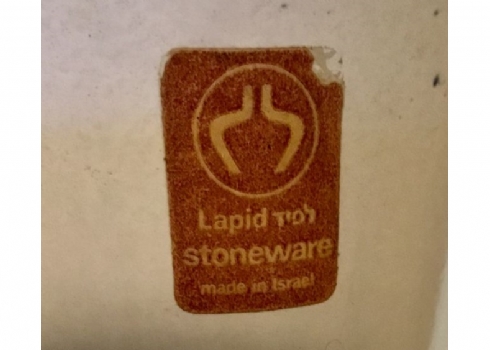 Lapid לפיד
stoneware
made in Israel